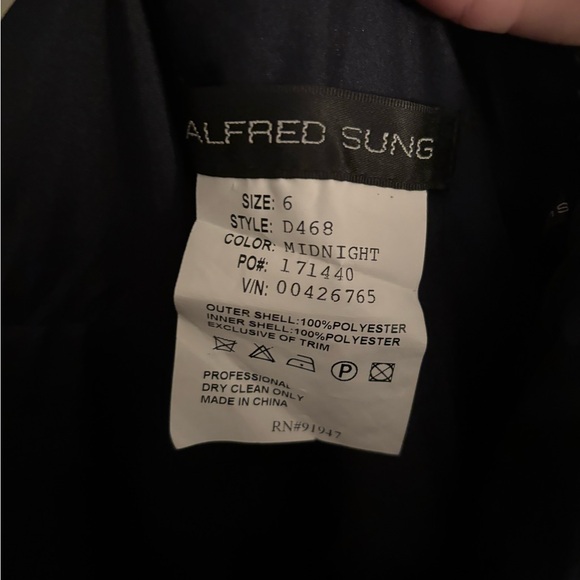 ALFRED SUNG
SIZE: 6
STYLE: D468
COLOR: MIDNIGHT
PO#: 171440
V/N: 00426765
OUTER SHELL:100%POLYESTER
INNER SHELL:100%POLYESTER
EXCLUSIVE OF TRIM
P
PROFESSIONAL
DRY CLEAN ONLY
MADE IN CHINA
RN#91947